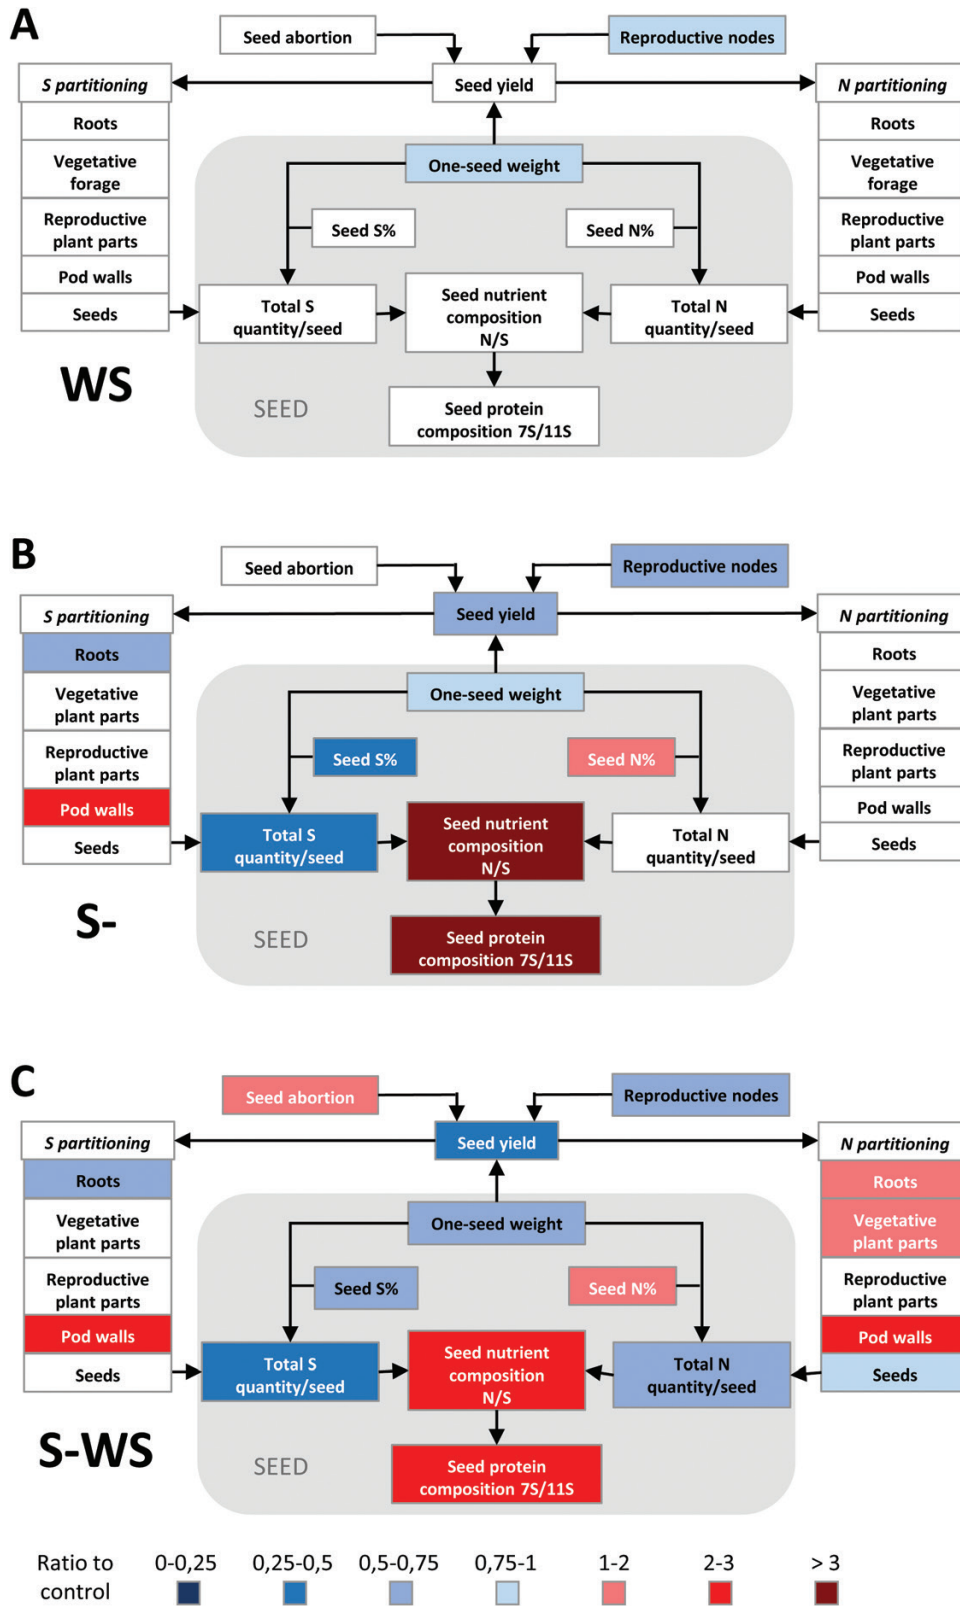 A
Seed abortion
Reproductive nodes
S partitioning
Seed yield
N partitioning
Roots
Vegetative
forage
Reproductive
plant parts
Pod walls
Seeds
One-seed weight
Seed S%
Seed N%
Total S
quantity/seed
Seed nutrient
composition
N/S
Total N
quantity/seed
Seed protein
composition 7S/11S
SEED
Roots
Vegetative
forage
Reproductive
plant parts
Pod walls
Seeds
WS
B
Seed abortion
Reproductive nodes
S partitioning
Seed yield
N partitioning
Roots
Vegetative
plant parts
Reproductive
plant parts
Pod walls
Seeds
One-seed weight
Seed S%
Seed N%
Total S
quantity/seed
Seed nutrient
composition
N/S
Total N
quantity/seed
Seed protein
composition 7S/11S
SEED
Roots
Vegetative
plant parts
Reproductive
plant parts
Pod walls
Seeds
S-
C
Seed abortion
Reproductive nodes
S partitioning
Seed yield
N partitioning
Roots
Vegetative
plant parts
Reproductive
plant parts
Pod walls
Seeds
One-seed weight
Seed S%
Seed N%
Total S
quantity/seed
Seed nutrient
composition
N/S
Total N
quantity/seed
Seed protein
composition 7S/11S
SEED
Roots
Vegetative
plant parts
Reproductive
plant parts
Pod walls
Seeds
S-WS
Ratio to
control
0-0,25
0,25-0,5
0,5-0,75
0,75-1
1-2
2-3
> 3